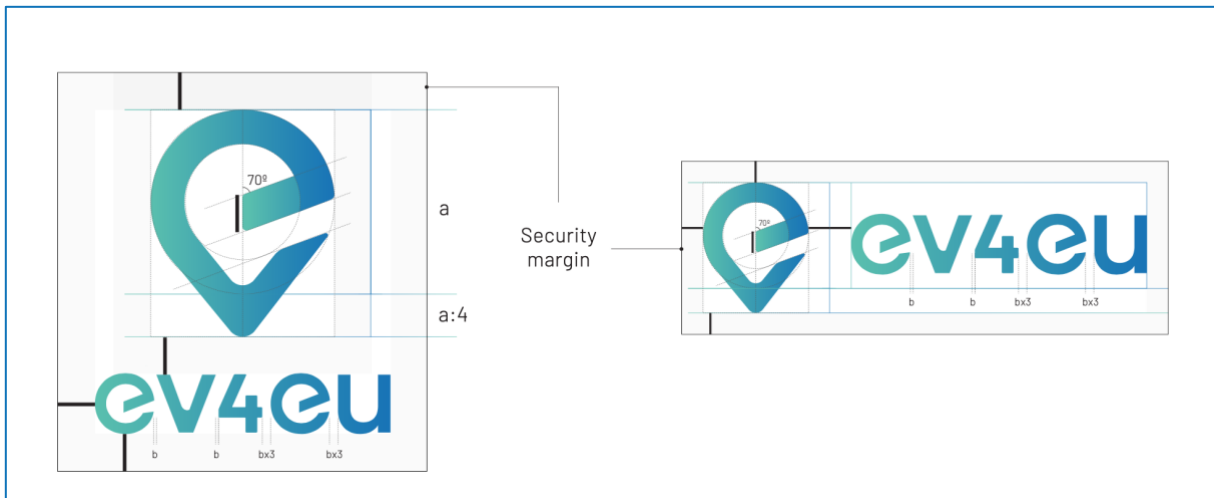 70º
a
a:4
ev4eu
b b bx3 bx3
Security
margin
70º
ev4eu
b b bx3 bx3